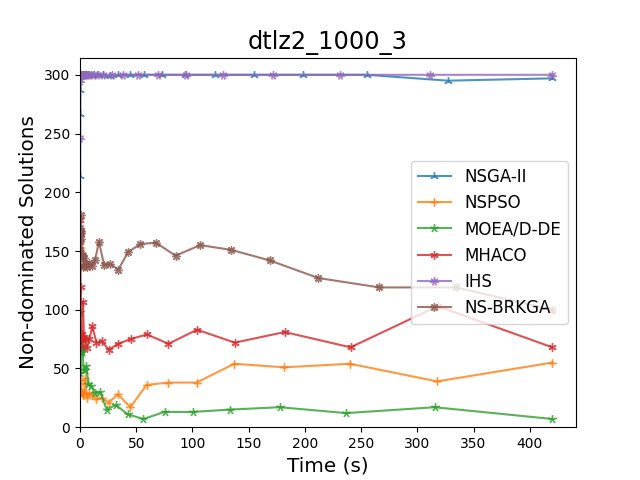 dtlz2_1000_3
Non-dominated Solutions
300
250
200
150
100
50
0
NSGA-II
NSPSO
MOEA/D-DE
MHACO
IHS
NS-BRKGA
0 50 100 150 200 250 300 350 400
Time (s)